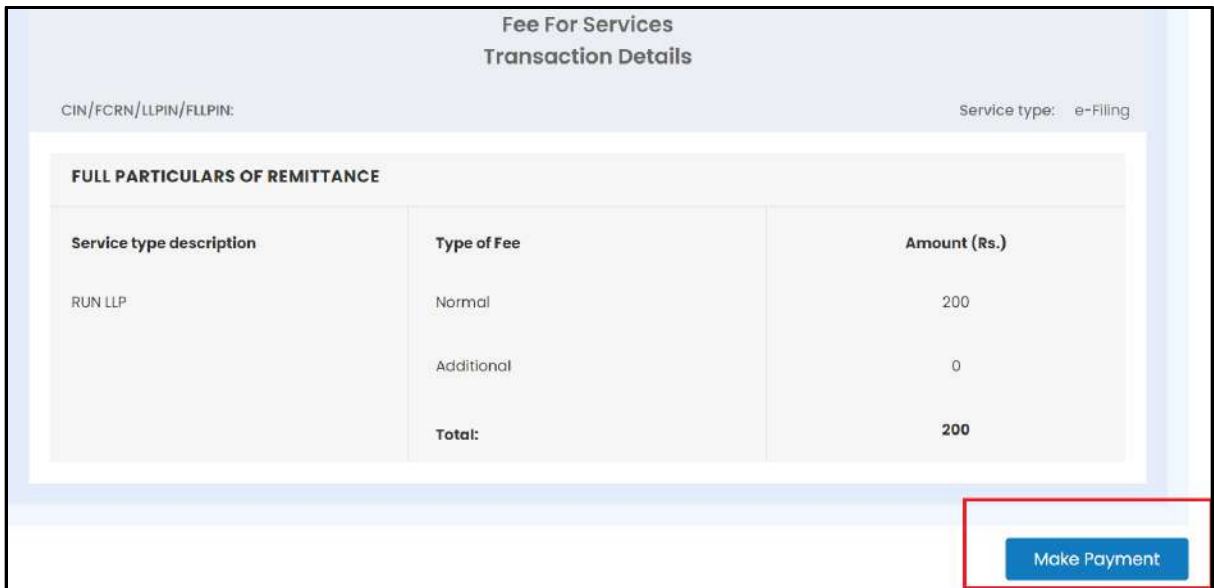 Fee For Services
Transaction Details
CIN/FCRN/LLPIN/FLLPIN: Service type: e-Filing
FULL PARTICULARS OF REMITTANCE
Service type description Type of Fee Amount (Rs.)
RUN LLP Normal 200
Additional 0
Total: 200
Make Payment